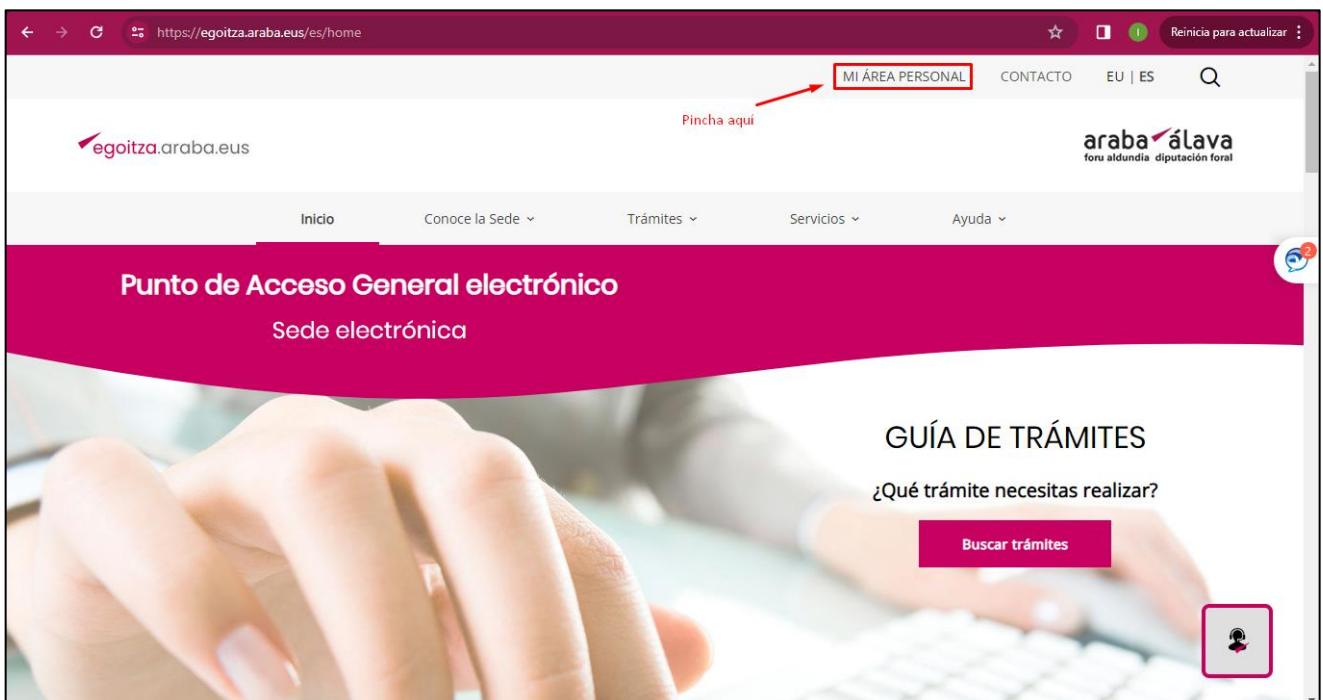 https://egoitza.araba.eus/es/home
Reinicia para actualizar
I
MI ÁREA PERSONAL CONTACTO EU | ES
Pincha aquí
egoitza.araba.eus
araba álava
foru aldundia diputación foral
Inicio Conoce la Sede Trámites Servicios Ayuda
2
Punto de Acceso General electrónico
Sede electrónica
GUÍA DE TRÁMITES
¿Qué trámite necesitas realizar?
Buscar trámites